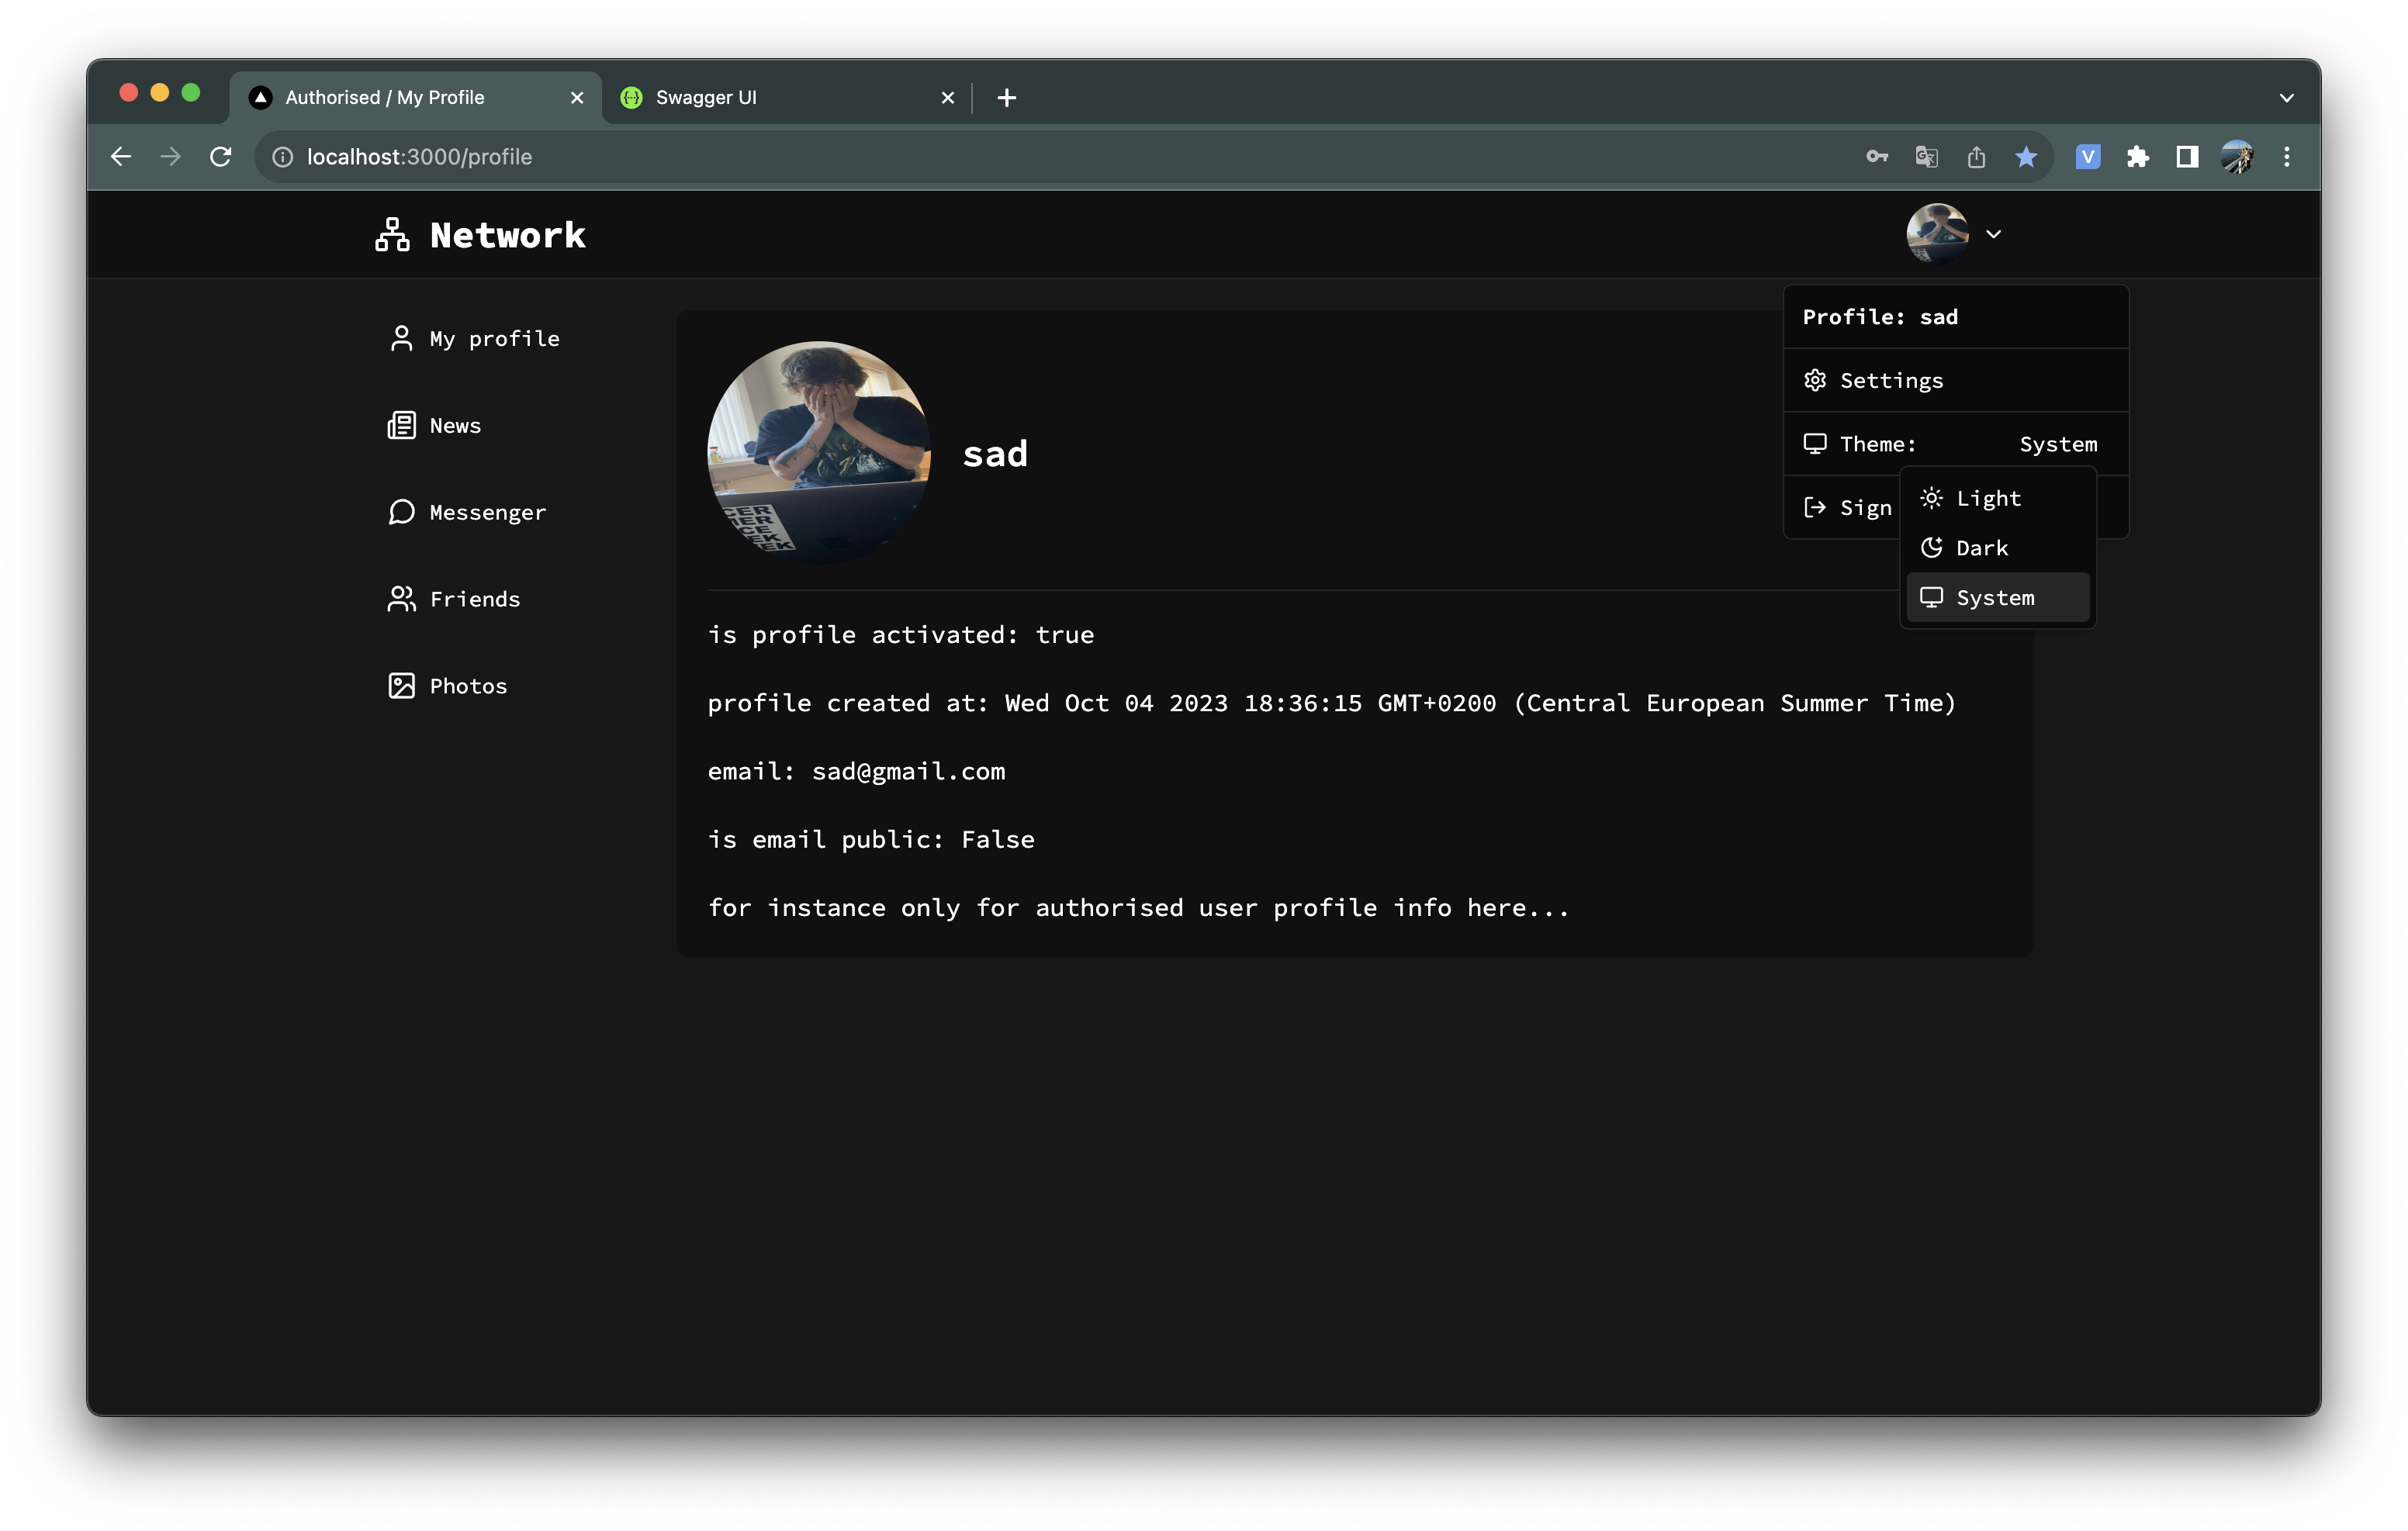 Authorised / My Profile
Swagger UI
localhost:3000/profile
V
Network
Profile: sad
My profile
Settings
News
Theme: System
sad
Light
Sign
Messenger
Dark
System
Friends
is profile activated: true
Photos
profile created at: Wed Oct 04 2023 18:36:15 GMT+0200 (Central European Summer Time)
email: sad@gmail.com
is email public: False
for instance only for authorised user profile info here...